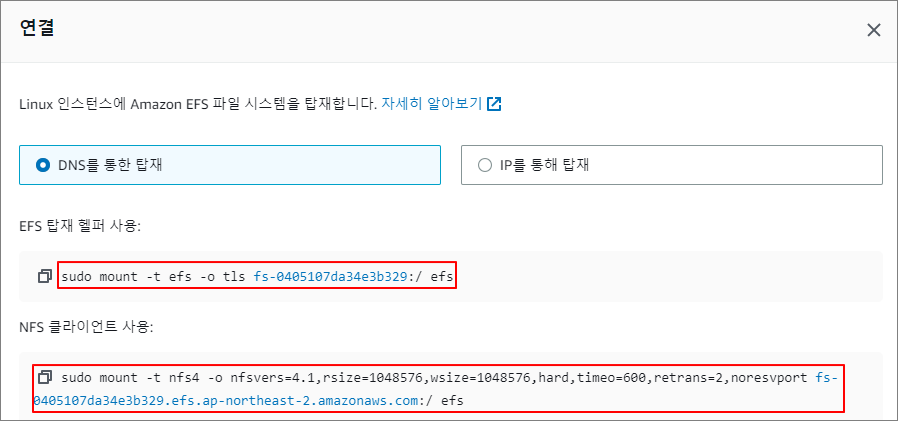 연결
Linux 인스턴스에 Amazon EFS 파일 시스템을 탑재합니다. 자세히 알아보기
DNS를 통한 탑재
IP를 통해 탑재
EFS 탑재 헬퍼 사용:
sudo mount -t efs -o tls fs-0405107da34e3b329:/ efs
NFS 클라이언트 사용:
sudo mount -t nfs4 -o nfsvers=4.1,rsize=1048576,wsize=1048576,hard,timeo=600,retrans=2,noresvport fs-
0405107da34e3b329.efs.ap-northeast-2.amazonaws.com:/ efs